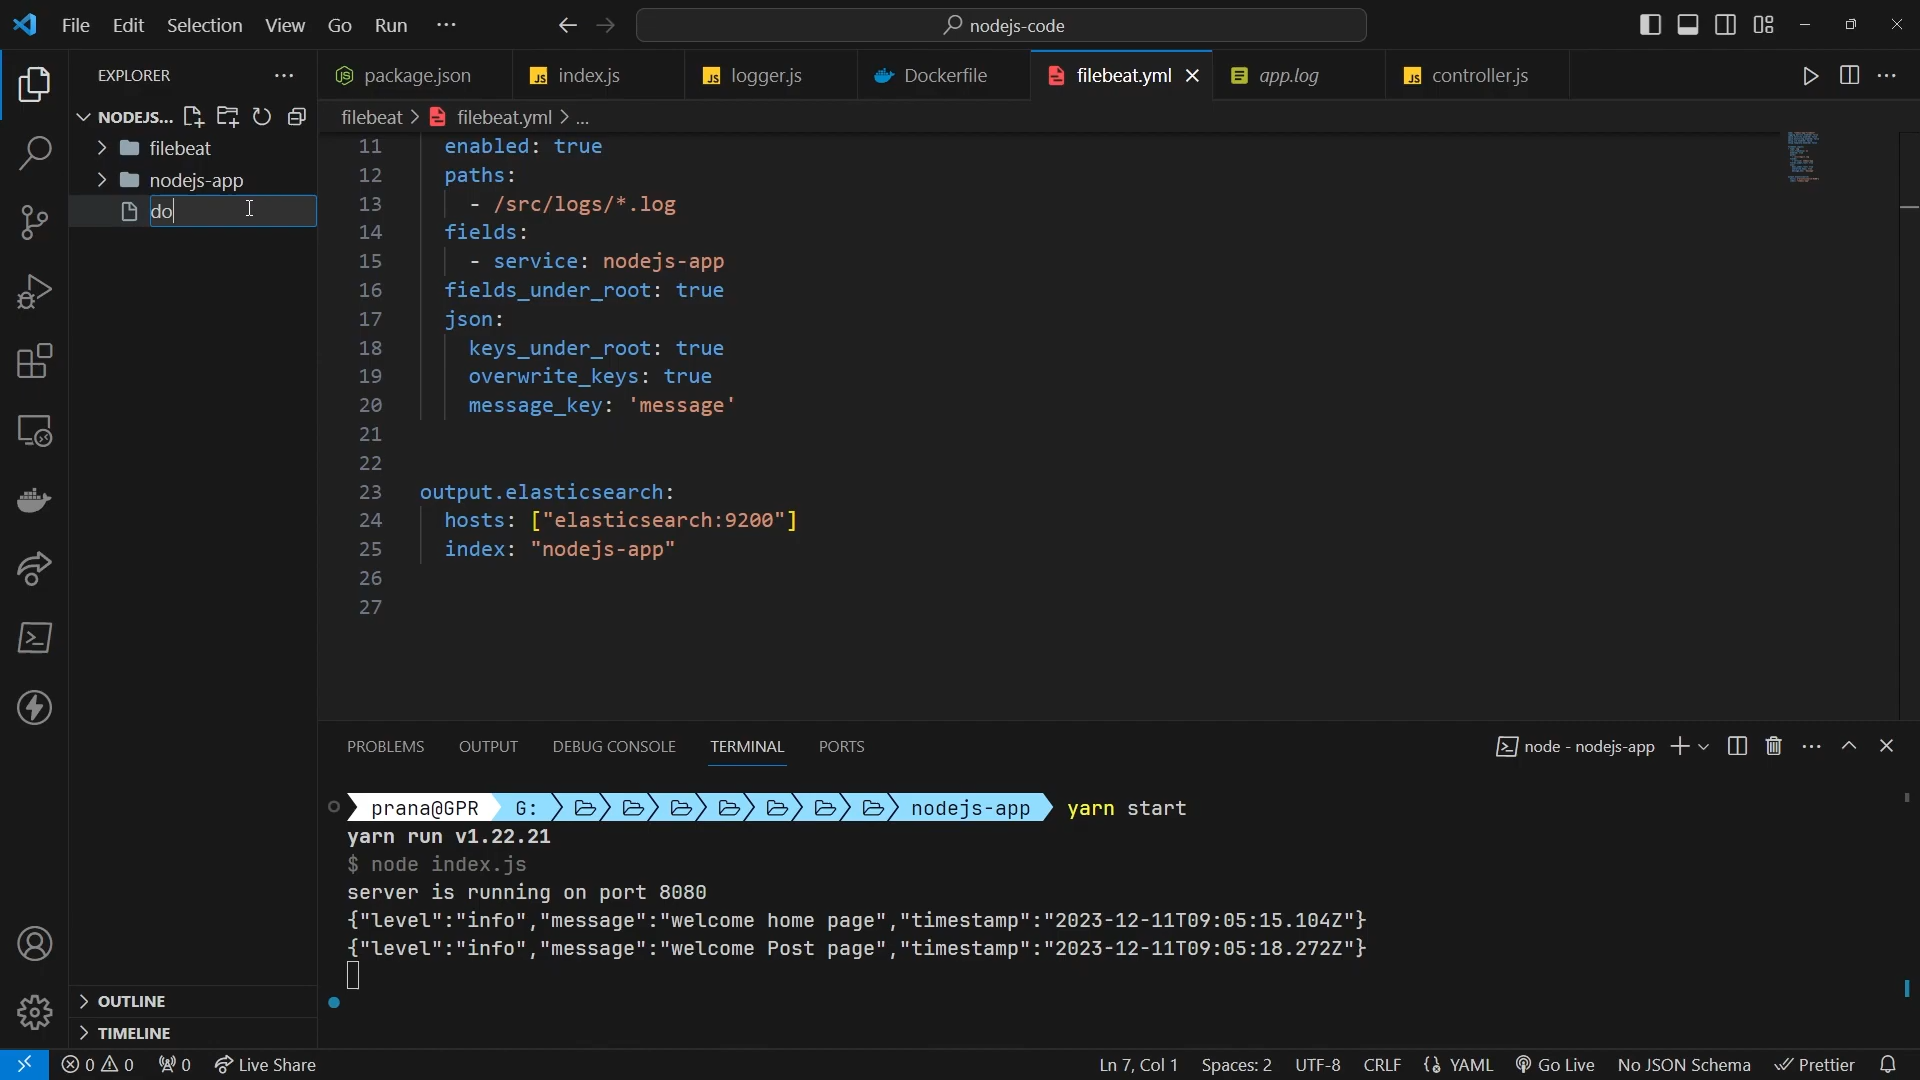 File Edit Selection View Go Run ···
nodejs-code
EXPLORER
NODEJS...
filebeat
nodejs-app
do
OUTLINE
TIMELINE
package.json
JS index.js
JS logger.js
Dockerfile
filebeat.yml
app.log
JS controller.js
filebeat > filebeat.yml > ...
11 enabled: true
12 paths:
13 - /src/logs/*.log
14 fields:
15 - service: nodejs-app
16 fields_under_root: true
17 json:
18 keys_under_root: true
19 overwrite_keys: true
20 message_key: 'message'
21
22
23 output.elasticsearch:
24 hosts: ["elasticsearch:9200"]
25 index: "nodejs-app"
26
27
PROBLEMS OUTPUT DEBUG CONSOLE TERMINAL PORTS
node - nodejs-app
prana@GPR G: nodejs-app yarn start
yarn run v1.22.21
$ node index.js
server is running on port 8080
{"level":"info","message":"welcome home page","timestamp":"2023-12-11T09:05:15.104Z"}
{"level":"info","message":"welcome Post page","timestamp":"2023-12-11T09:05:18.272Z"}
0 0 0 Live Share
Ln 7, Col 1 Spaces: 2 UTF-8 CRLF {} YAML Go Live No JSON Schema Prettier